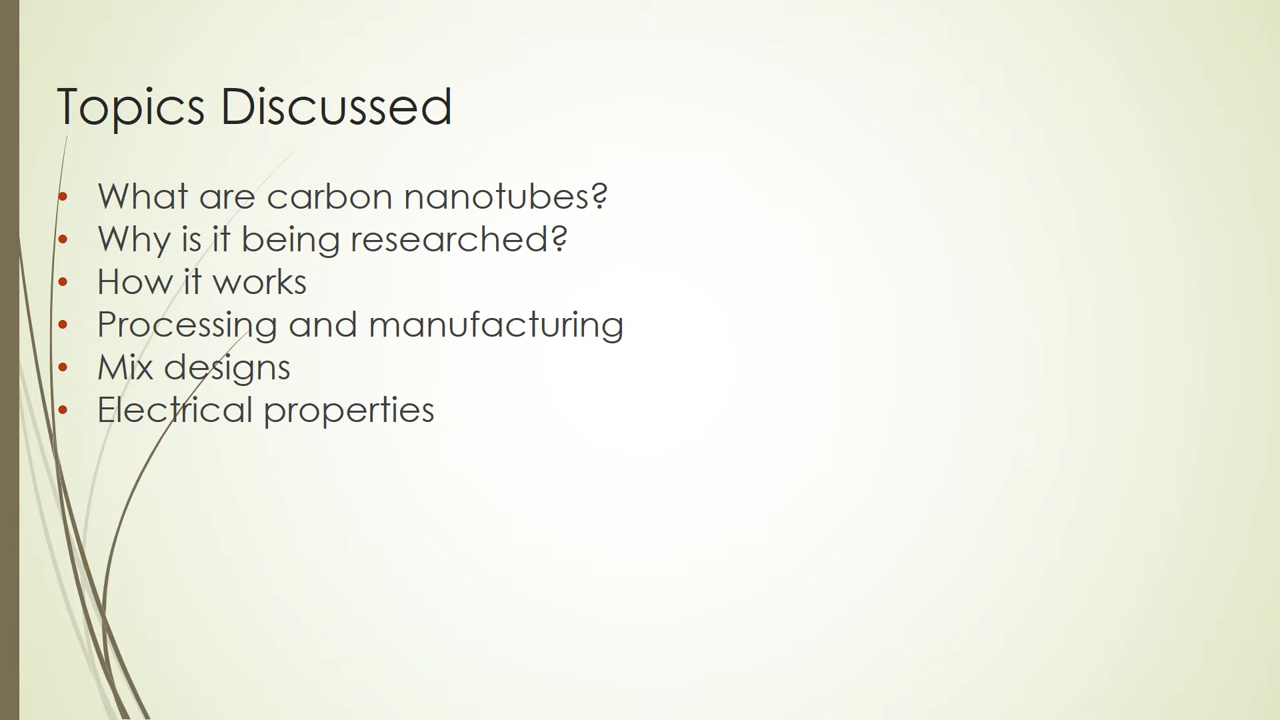 Topics Discussed
• What are carbon nanotubes?
• Why is it being researched?
• How it works
• Processing and manufacturing
• Mix designs
• Electrical properties